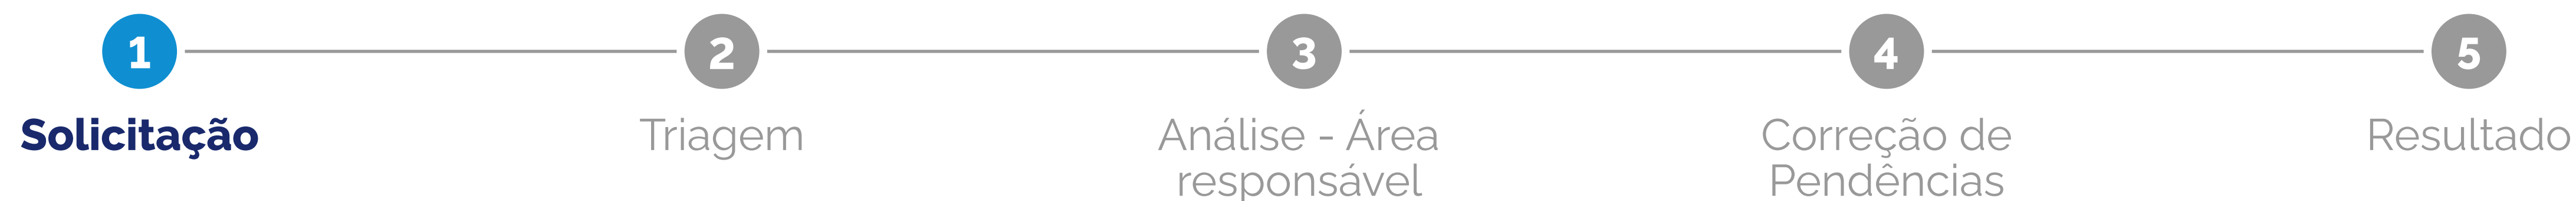 1
2
3
4
5
Solicitação
Triagem
Análise - Área
responsável
Correção de
Pendências
Resultado